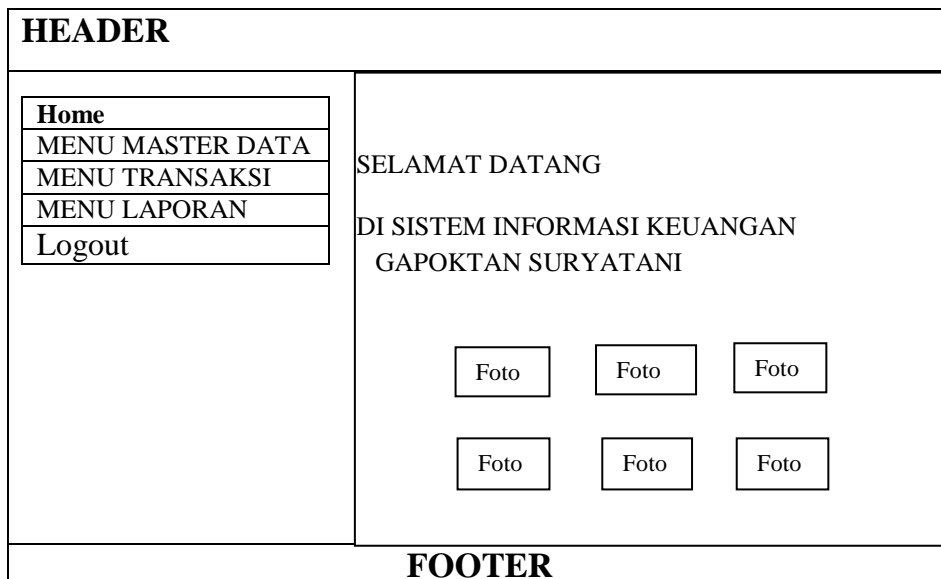 HEADER
Home
MENU MASTER DATA
MENU TRANSAKSI
MENU LAPORAN
Logout
SELAMAT DATANG
DI SISTEM INFORMASI KEUANGAN
GAPOKTAN SURYATANI
Foto Foto Foto
Foto Foto Foto
FOOTER